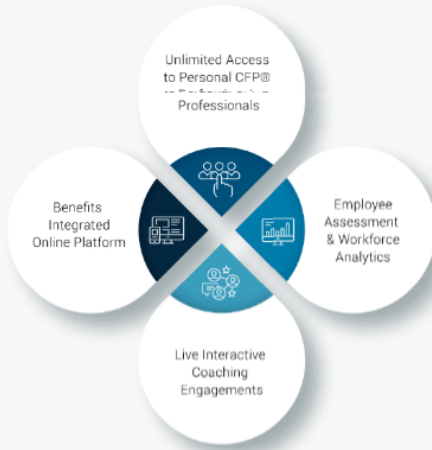 Unlimited Access
to Personal CFP®
Professionals
Benefits
Integrated
Online Platform
Employee
Assessment
& Workforce
Analytics
Live Interactive
Coaching
Engagements